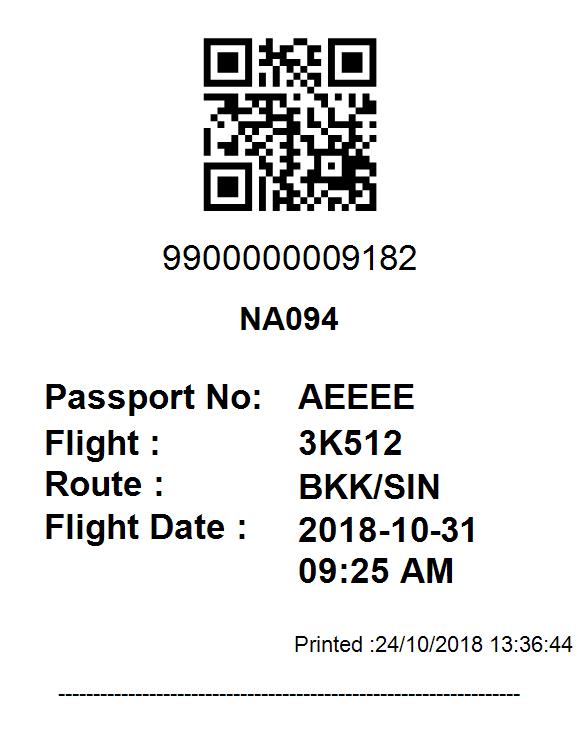 9900000009182
NA094
Passport No: AEEEE
Flight : 3K512
Route : BKK/SIN
Flight Date : 2018-10-31
09:25 AM
Printed :24/10/2018 13:36:44
------------------------------------------------------------------